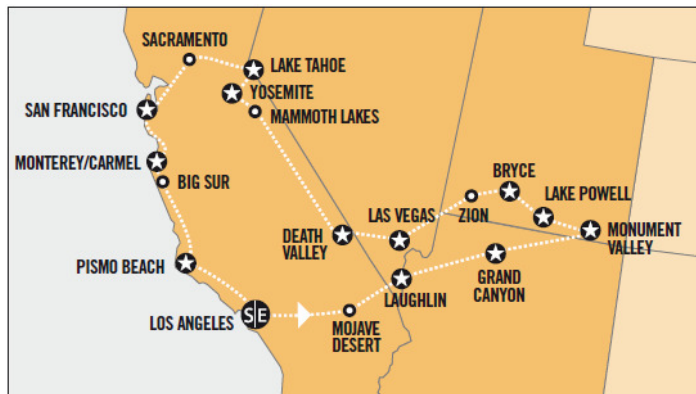 SACRAMENTO
LAKE TAHOE
YOSEMITE
SAN FRANCISCO
MAMMOTH LAKES
MONTEREY/CARMEL
BIG SUR
BRYCE
LAKE POWELL
LAS VEGAS
ZION
MONUMENT
VALLEY
DEATH
VALLEY
PISMO BEACH
GRAND
CANYON
LAUGHLIN
LOS ANGELES
S|E
MOJAVE
DESERT